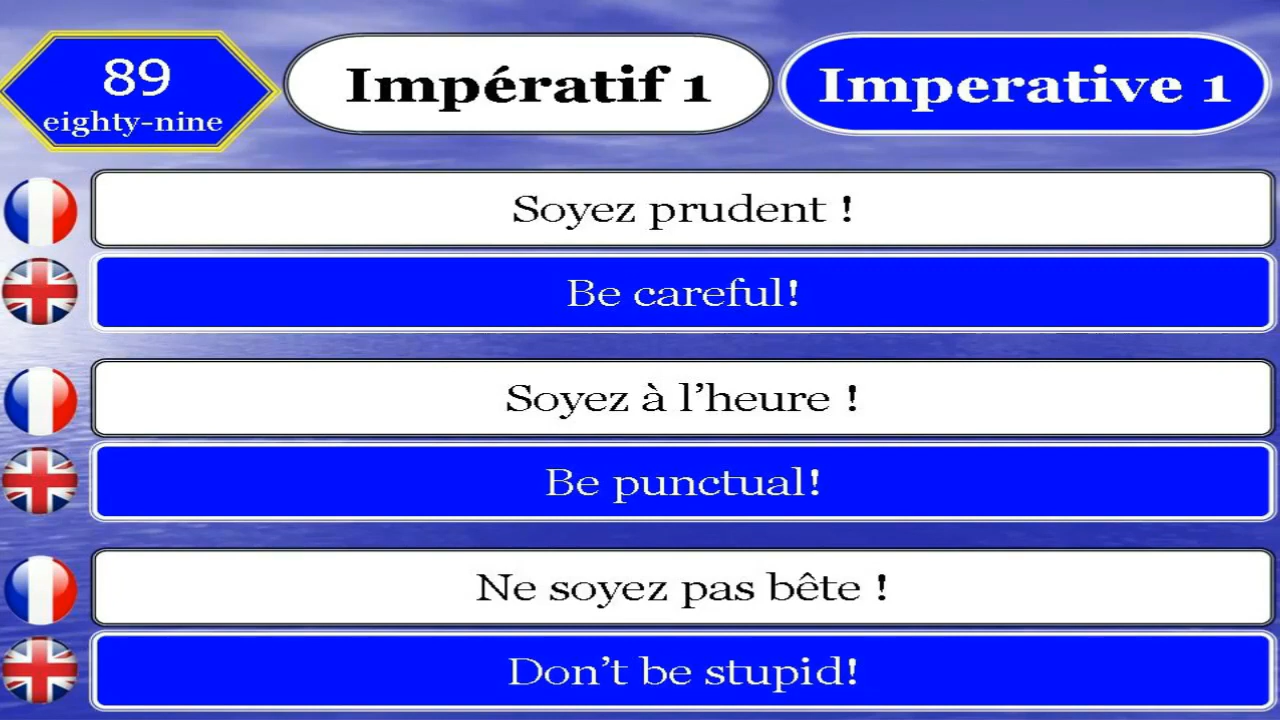 89
eighty-nine
Impératif 1
Imperative 1
Soyez prudent !
Be careful!
Soyez à l’heure !
Be punctual!
Ne soyez pas bête !
Don’t be stupid!